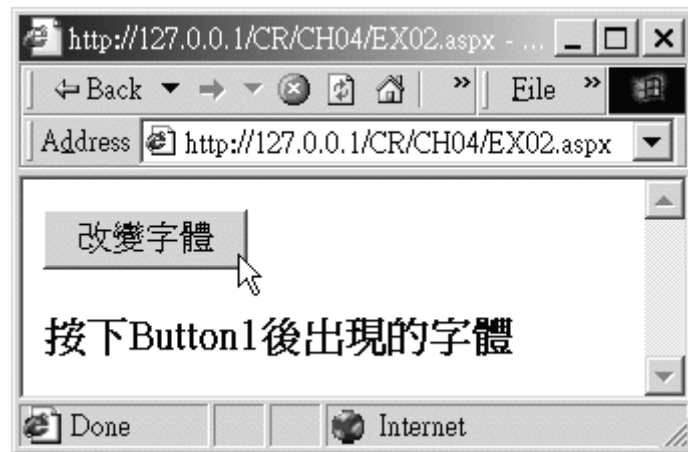 http://127.0.0.1/CR/CH04/EX02.aspx - ...
Back » File »
Address http://127.0.0.1/CR/CH04/EX02.aspx
改變字體
按下Button1後出現的字體
Done Internet